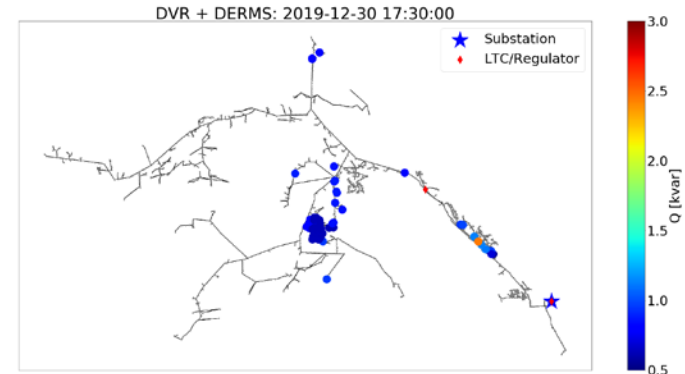 DVR + DERMS: 2019-12-30 17:30:00
Substation
LTC/Regulator
3.0
2.5
2.0
1.5
1.0
0.5
Q [kvar]